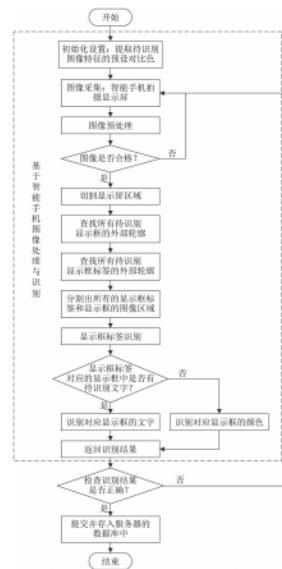 开始
初始化设置：提取待识别
图像特征的预设对比色
图像采集：智能手机拍
摄显示屏
图像预处理
图像是否合格？
否
是
切割显示屏区域
查找所有待识别
显示框的外部轮廓
查找所有待识别
显示框标签的外部轮廓
分割出所有的显示框标
签和显示框的图像区域
显示框标签识别
显示框标签
对应的显示框中是否有
待识别文字？
否
是
识别对应显示框的文字
识别对应显示框的颜色
返回识别结果
基于智能手机图像处理与识别
检查识别结果
是否正确？
否
是
提交并存入服务器的
数据库中
结束